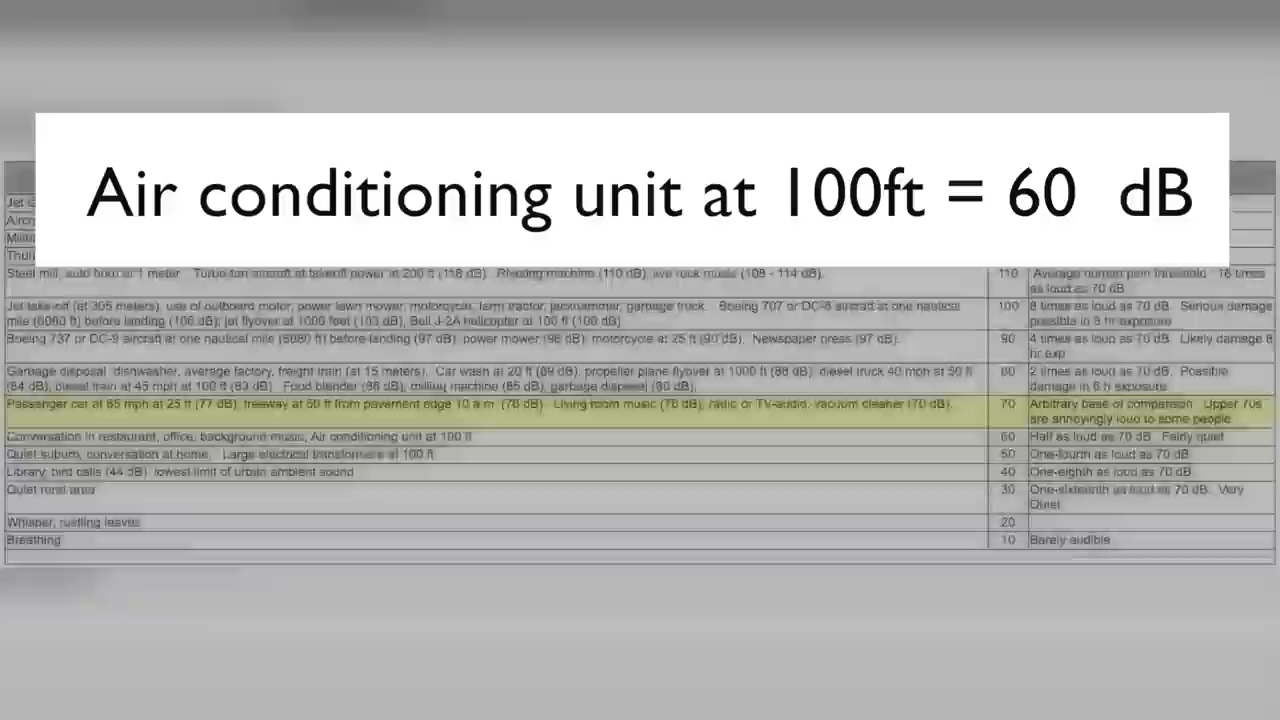 Air conditioning unit at 100ft = 60 dB
Jet
Steel mill, auto horn at 1 meter. Turbo-fan aircraft at takeoff power at 200 ft (118 dB). Riveting machine (110 dB); live rock music (108 - 114 dB). 110 Average human pain threshold. 16 times
as loud as 70 dB.
Jet take-off (at 305 meters), use of outboard motor, power lawn mower, motorcycle, farm tractor, jackhammer, garbage truck. Boeing 707 or DC-8 aircraft at one nautical 100 8 times as loud as 70 dB. Serious damage
mile (6080 ft) before landing (106 dB); jet flyover at 1000 feet (103 dB); Bell J-2A helicopter at 100 ft (100 dB). possible in 8 hr exposure
Boeing 737 or DC-9 aircraft at one nautical mile (6080 ft) before landing (97 dB); power mower (96 dB); motorcycle at 25 ft (90 dB). Newspaper press (97 dB). 90 4 times as loud as 70 dB. Likely damage 8
hr exp
Garbage disposal, dishwasher, average factory, freight train (at 15 meters). Car wash at 20 ft (89 dB); propeller plane flyover at 1000 ft (88 dB); diesel truck 40 mph at 50 ft 80 2 times as loud as 70 dB. Possible
(84 dB); diesel train at 45 mph at 100 ft (83 dB). Food blender (88 dB); milling machine (85 dB); garbage disposal (80 dB). damage in 8 h exposure.
Passenger car at 65 mph at 25 ft (77 dB); freeway at 50 ft from pavement edge 10 a.m. (76 dB). Living room music (76 dB); radio or TV-audio, vacuum cleaner (70 dB). 70 Arbitrary base of comparison. Upper 70s
are annoyingly loud to some people.
Conversation in restaurant, office, background music, Air conditioning unit at 100 ft 60 Half as loud as 70 dB. Fairly quiet
Quiet suburb, conversation at home. Large electrical transformers at 100 ft 50 One-fourth as loud as 70 dB.
Library, bird calls (44 dB); lowest limit of urban ambient sound 40 One-eighth as loud as 70 dB.
Quiet rural area 30 One-sixteenth as loud as 70 dB. Very
Quiet
Whisper, rustling leaves 20
Breathing 10 Barely audible